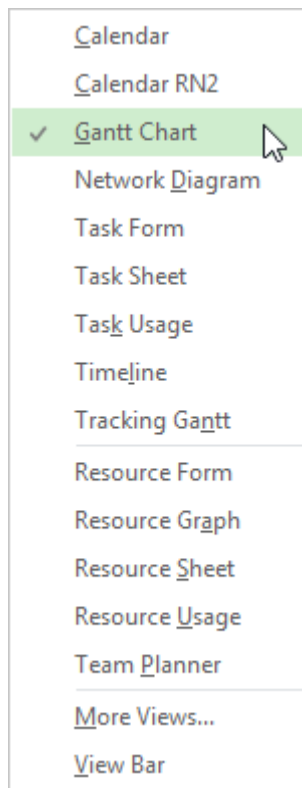 Calendar
Calendar RN2
Gantt Chart
Network Diagram
Task Form
Task Sheet
Task Usage
Timeline
Tracking Gantt
Resource Form
Resource Graph
Resource Sheet
Resource Usage
Team Planner
More Views...
View Bar